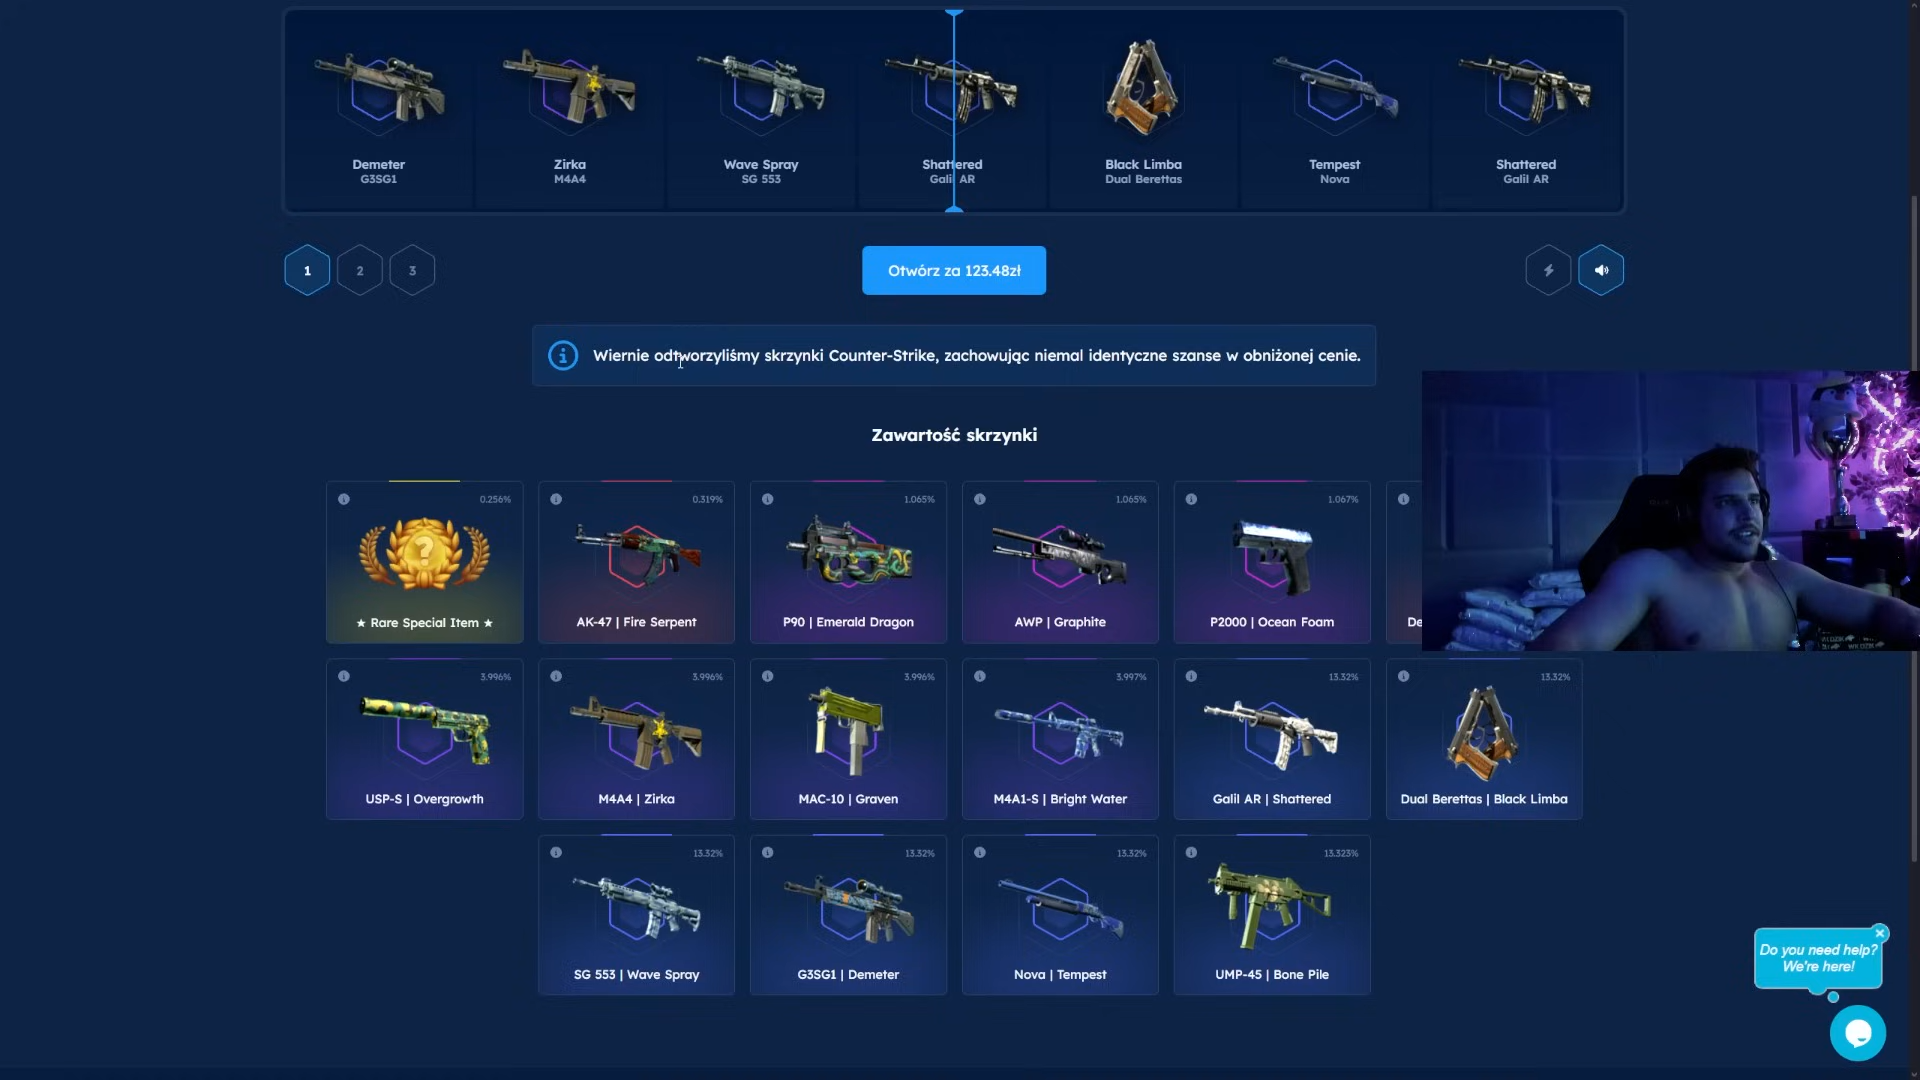 Demeter
G3SG1
Zirka
M4A4
Wave Spray
SG 553
Shattered
Galil AR
Black Limba
Dual Berettas
Tempest
Nova
Shattered
Galil AR
1
2
3
Otwórz za 123.48zł
Wiernie odtworzyliśmy skrzynki Counter-Strike, zachowując niemal identyczne szanse w obniżonej cenie.
Zawartość skrzynki
0.256%
★ Rare Special Item ★
0.319%
AK-47 | Fire Serpent
1.065%
P90 | Emerald Dragon
1.065%
AWP | Graphite
1.067%
P2000 | Ocean Foam
De
3.996%
USP-S | Overgrowth
3.996%
M4A4 | Zirka
3.996%
MAC-10 | Graven
3.997%
M4A1-S | Bright Water
13.32%
Galil AR | Shattered
13.32%
Dual Berettas | Black Limba
13.32%
SG 553 | Wave Spray
13.32%
G3SG1 | Demeter
13.32%
Nova | Tempest
13.323%
UMP-45 | Bone Pile
Do you need help?
We're here!